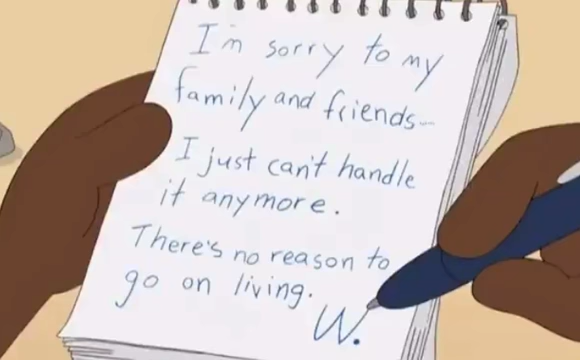 I'm sorry to my
family and friends--
I just can't handle
it anymore.
There's no reason to
go on living.
W.